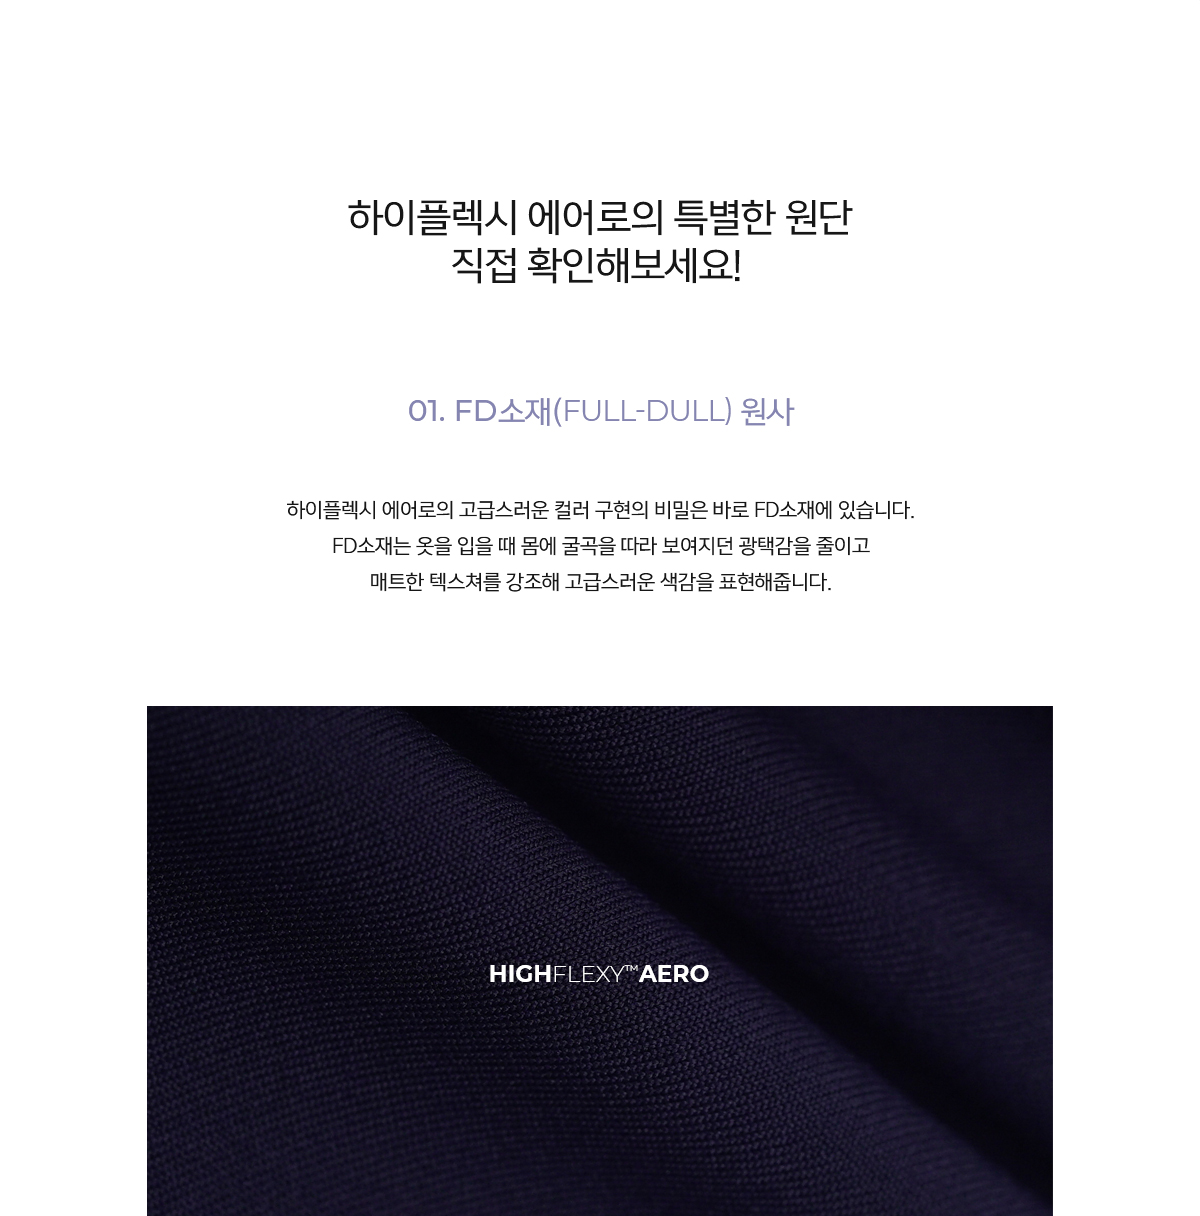 하이플렉시 에어로의 특별한 원단
직접 확인해보세요!
01. FD소재(FULL-DULL) 원사
하이플렉시 에어로의 고급스러운 컬러 구현의 비밀은 바로 FD소재에 있습니다.
FD소재는 옷을 입을 때 몸에 굴곡을 따라 보여지던 광택감을 줄이고
매트한 텍스쳐를 강조해 고급스러운 색감을 표현해줍니다.
HIGHFLEXY™AERO